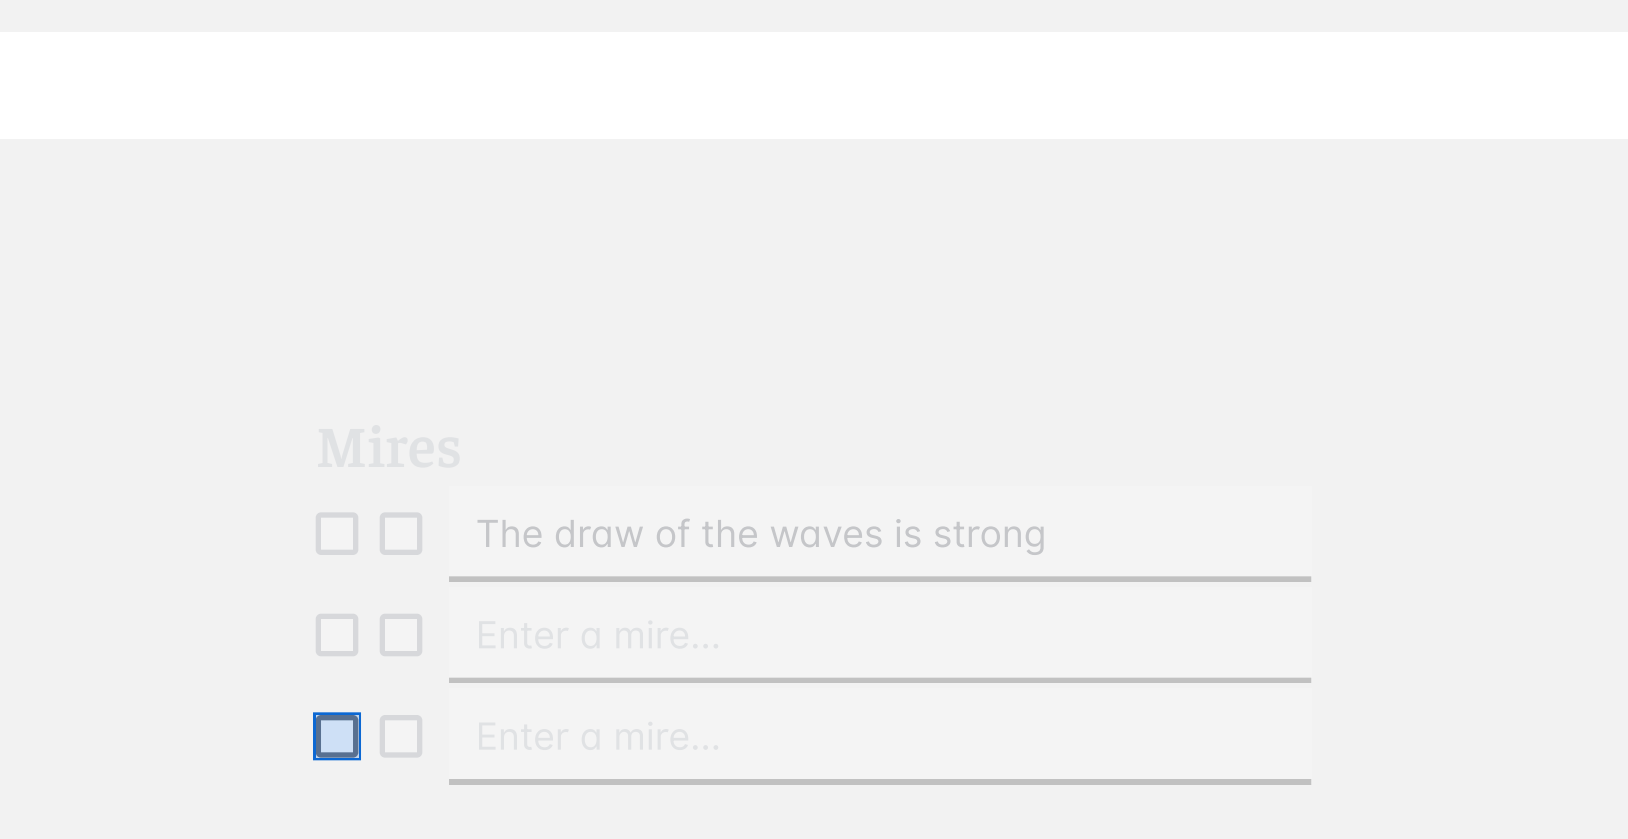 Mires
The draw of the waves is strong
Enter a mire...
Enter a mire...